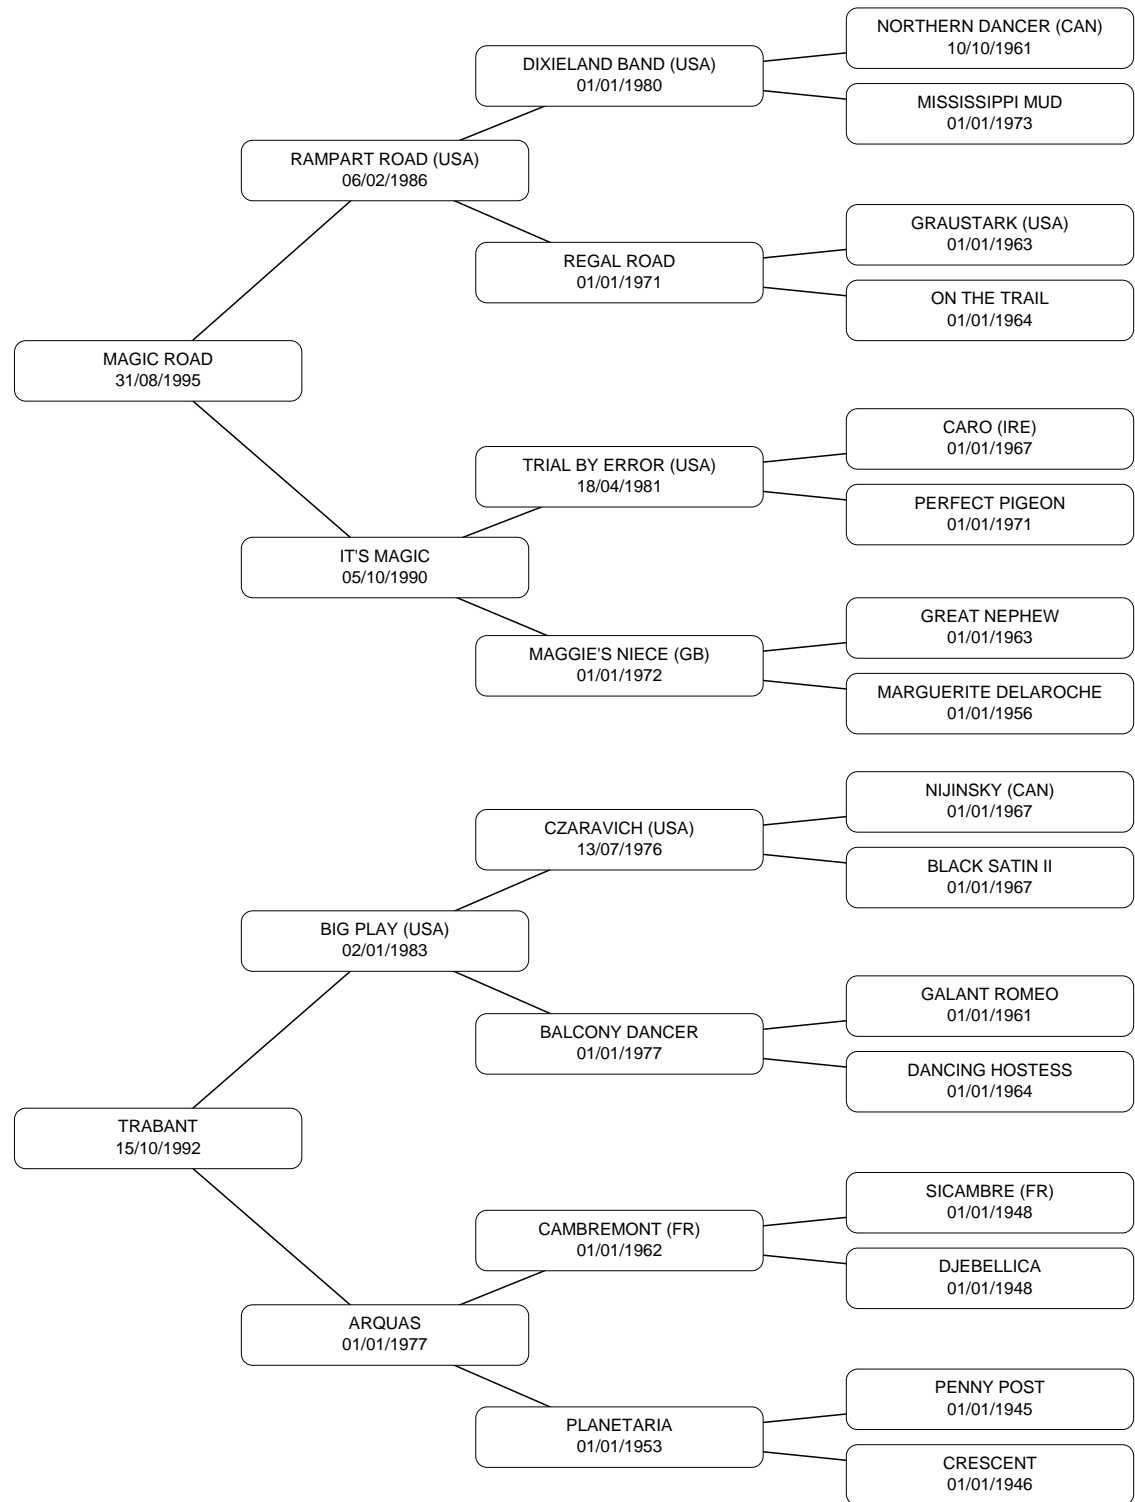 NORTHERN DANCER (CAN)
10/10/1961
DIXIELAND BAND (USA)
01/01/1980
MISSISSIPPI MUD
01/01/1973
RAMPART ROAD (USA)
06/02/1986
GRAUSTARK (USA)
01/01/1963
REGAL ROAD
01/01/1971
ON THE TRAIL
01/01/1964
MAGIC ROAD
31/08/1995
CARO (IRE)
01/01/1967
TRIAL BY ERROR (USA)
18/04/1981
PERFECT PIGEON
01/01/1971
IT'S MAGIC
05/10/1990
GREAT NEPHEW
01/01/1963
MAGGIE'S NIECE (GB)
01/01/1972
MARGUERITE DELAROCHE
01/01/1956
NIJINSKY (CAN)
01/01/1967
CZARAVICH (USA)
13/07/1976
BLACK SATIN II
01/01/1967
BIG PLAY (USA)
02/01/1983
GALANT ROMEO
01/01/1961
BALCONY DANCER
01/01/1977
DANCING HOSTESS
01/01/1964
TRABANT
15/10/1992
SICAMBRE (FR)
01/01/1948
CAMBREMONT (FR)
01/01/1962
DJEBELLICA
01/01/1948
ARQUAS
01/01/1977
PENNY POST
01/01/1945
PLANETARIA
01/01/1953
CRESCENT
01/01/1946